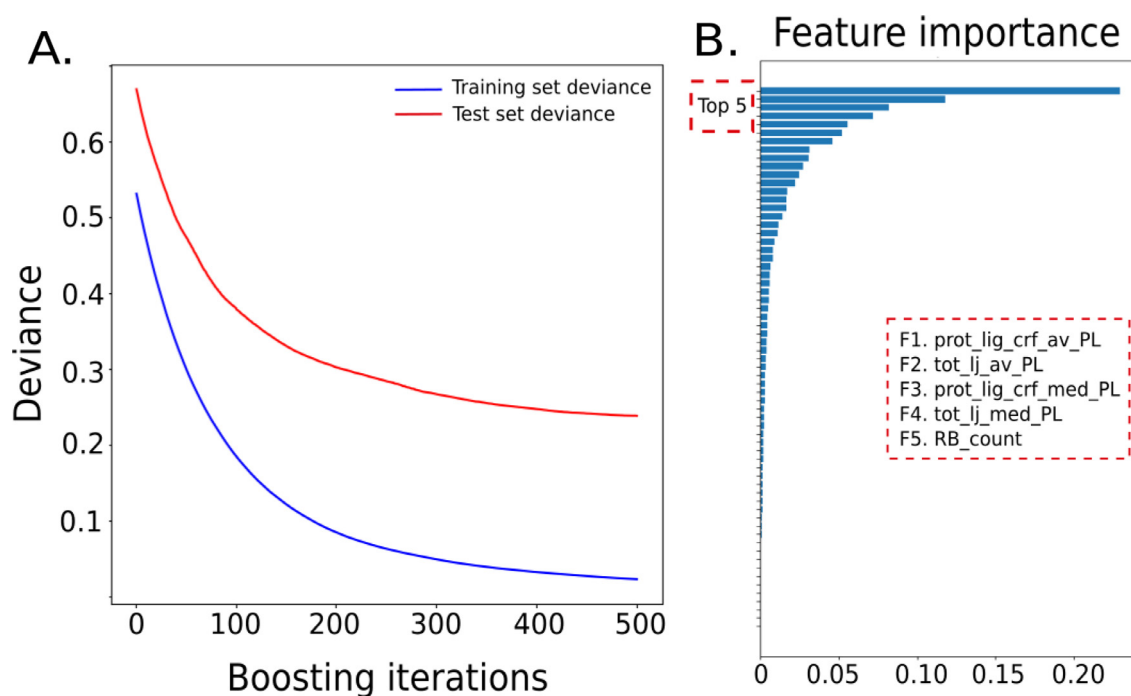 A.
Training set deviance
Test set deviance
Deviance
0.6
0.5
0.4
0.3
0.2
0.1
0 100 200 300 400 500
Boosting iterations
B. Feature importance
Top 5
F1. prot_lig_crf_av_PL
F2. tot_lj_av_PL
F3. prot_lig_crf_med_PL
F4. tot_lj_med_PL
F5. RB_count
0 0.05 0.10 0.15 0.20